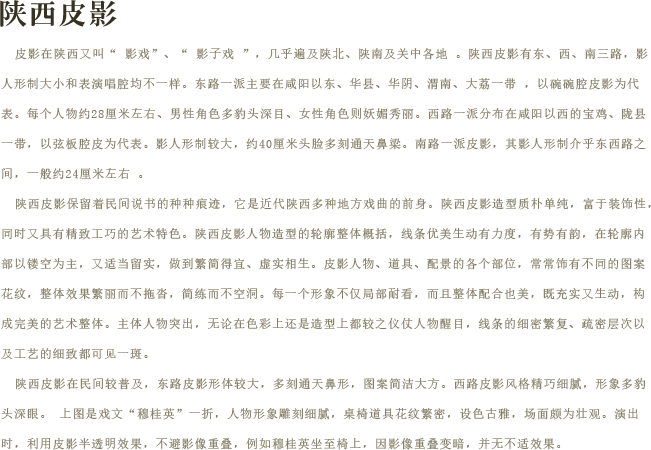 陕西皮影
皮影在陕西又叫“ 影戏”、“ 影子戏 ”，几乎遍及陕北、陕南及关中各地 。陕西皮影有东、西、南三路，影
人形制大小和表演唱腔均不一样。东路一派主要在咸阳以东、华县、华阴、渭南、大荔一带 ，以碗碗腔皮影为代
表。每个人物约28厘米左右、男性角色多豹头深目、女性角色则妖媚秀丽。西路一派分布在咸阳以西的宝鸡、陇县
一带，以弦板腔皮为代表。影人形制较大，约40厘米头脸多刻通天鼻梁。南路一派皮影，其影人形制介乎东西路之
间，一般约24厘米左右 。
陕西皮影保留着民间说书的种种痕迹，它是近代陕西多种地方戏曲的前身。陕西皮影造型质朴单纯，富于装饰性，
同时又具有精致工巧的艺术特色。陕西皮影人物造型的轮廓整体概括，线条优美生动有力度，有势有韵，在轮廓内
部以镂空为主，又适当留实，做到繁简得宜、虚实相生。皮影人物、道具、配景的各个部位，常常饰有不同的图案
花纹，整体效果繁丽而不拖沓，简练而不空洞。每一个形象不仅局部耐看，而且整体配合也美，既充实又生动，构
成完美的艺术整体。主体人物突出，无论在色彩上还是造型上都较之仪仗人物醒目，线条的细密繁复、疏密层次以
及工艺的细致都可见一斑。
陕西皮影在民间较普及，东路皮影形体较大，多刻通天鼻形，图案简洁大方。西路皮影风格精巧细腻，形象多豹
头深眼。 上图是戏文“穆桂英”一折，人物形象雕刻细腻，桌椅道具花纹繁密，设色古雅，场面颇为壮观。演出
时，利用皮影半透明效果，不避影像重叠，例如穆桂英坐至椅上，因影像重叠变暗，并无不适效果。